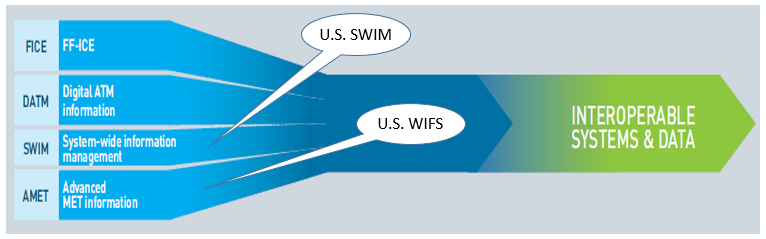 U.S. SWIM
FICE
FF-ICE
DATM
Digital ATM
information
SWIM
System-wide information
management
AMET
Advanced
MET information
U.S. WIFS
INTEROPERABLE
SYSTEMS & DATA